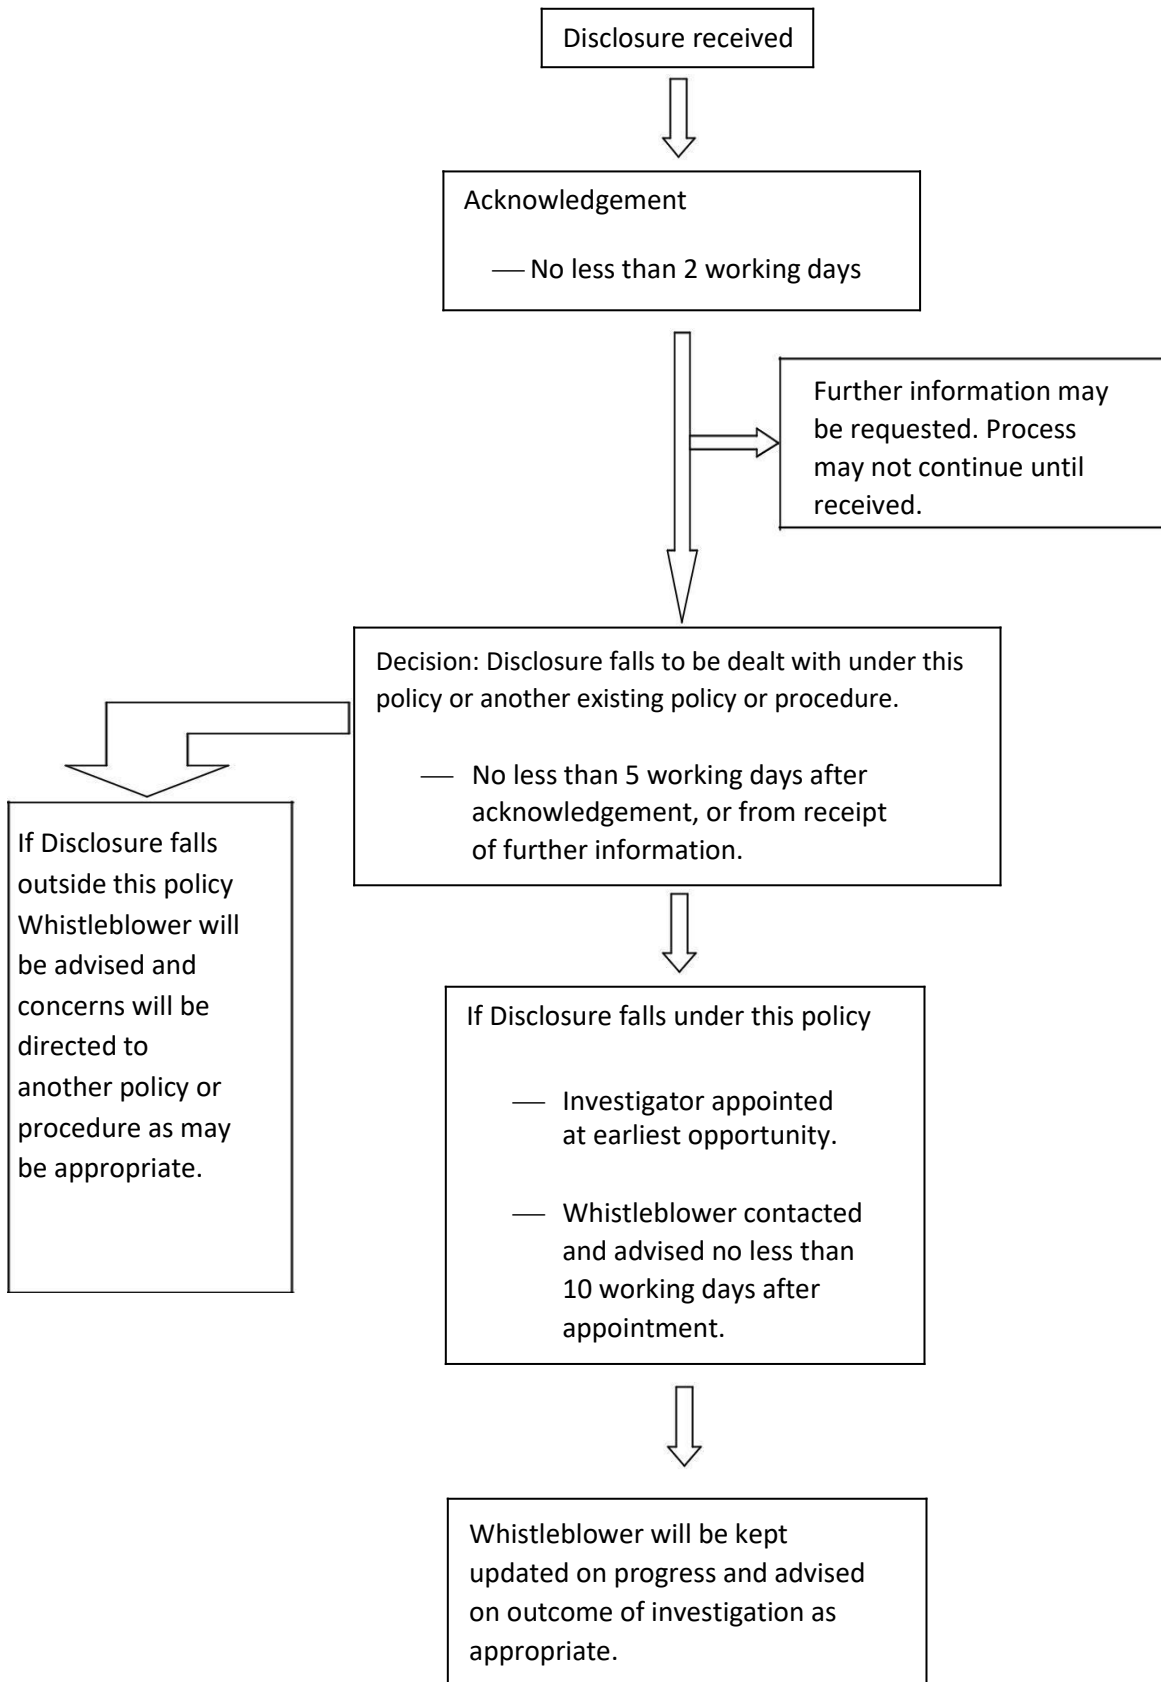 Disclosure received
Acknowledgement
— No less than 2 working days
Further information may
be requested. Process
may not continue until
received.
Decision: Disclosure falls to be dealt with under this
policy or another existing policy or procedure.
— No less than 5 working days after
acknowledgement, or from receipt
of further information.
If Disclosure falls
outside this policy
Whistleblower will
be advised and
concerns will be
directed to
another policy or
procedure as may
be appropriate.
If Disclosure falls under this policy
— Investigator appointed
at earliest opportunity.
— Whistleblower contacted
and advised no less than
10 working days after
appointment.
Whistleblower will be kept
updated on progress and advised
on outcome of investigation as
appropriate.